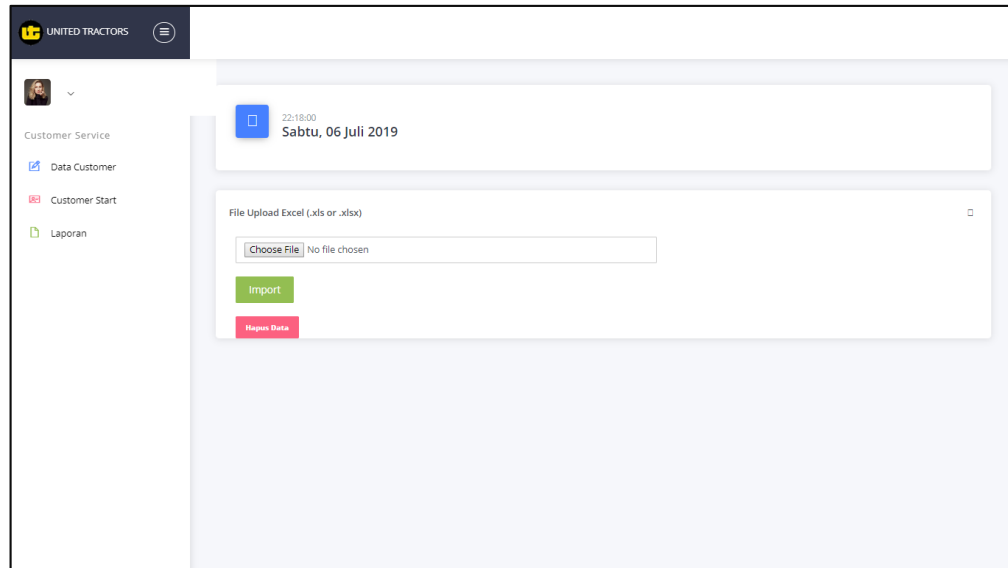 UNITED TRACTORS
Customer Service
Data Customer
Customer Start
Laporan
22:18:00
Sabtu, 06 Juli 2019
File Upload Excel (.xls or .xlsx)
Choose File No file chosen
Import
Hapus Data